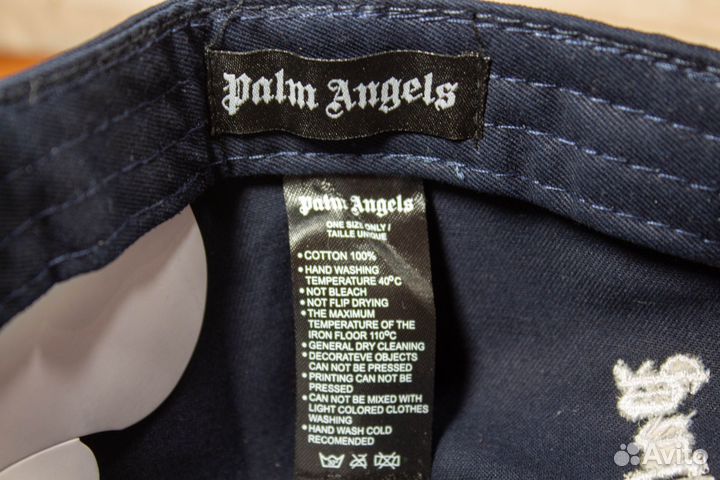 Palm Angels
Palm Angels
ONE SIZE ONLY /
TAILLE UNIQUE
• COTTON 100%
• HAND WASHING
TEMPERATURE 40°C
• NOT BLEACH
• NOT FLIP DRYING
• THE MAXIMUM
TEMPERATURE OF THE
IRON FLOOR 110°C
• GENERAL DRY CLEANING
• DECORATEVE OBJECTS
CAN NOT BE PRESSED
• PRINTING CAN NOT BE
PRESSED
• CAN NOT BE MIXED WITH
LIGHT COLORED CLOTHES
WASHING
• HAND WASH COLD
RECOMENDED
Avito